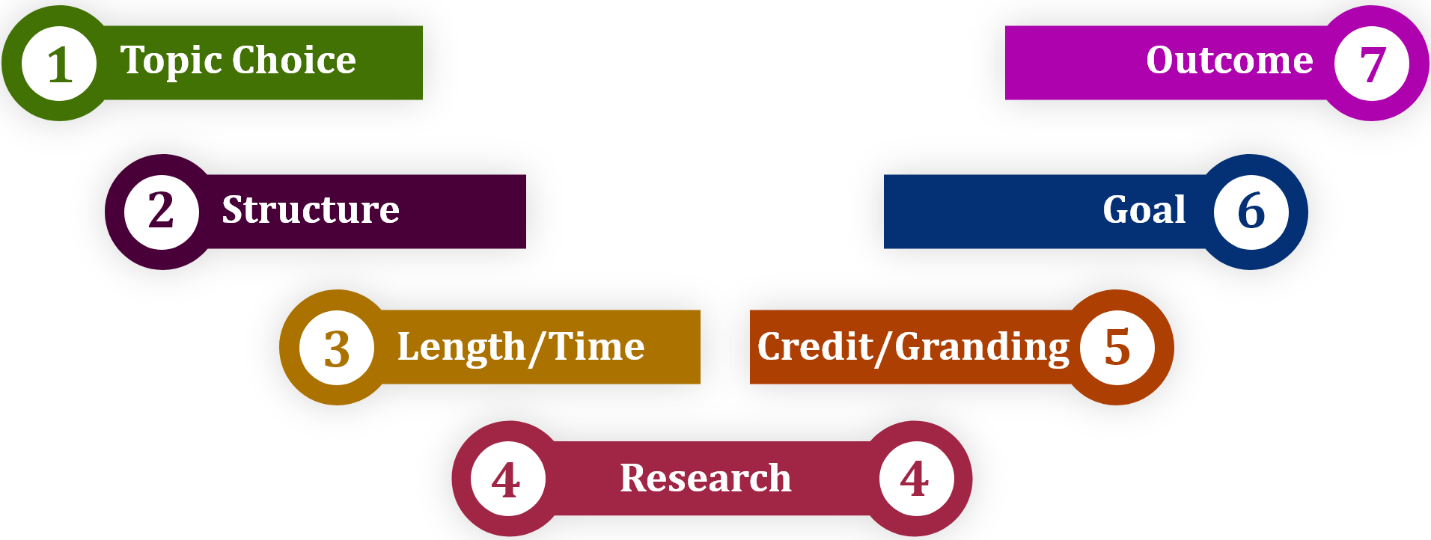 1 Topic Choice
2 Structure
3 Length/Time
4 Research 4
Credit/Granding 5
Goal 6
Outcome 7